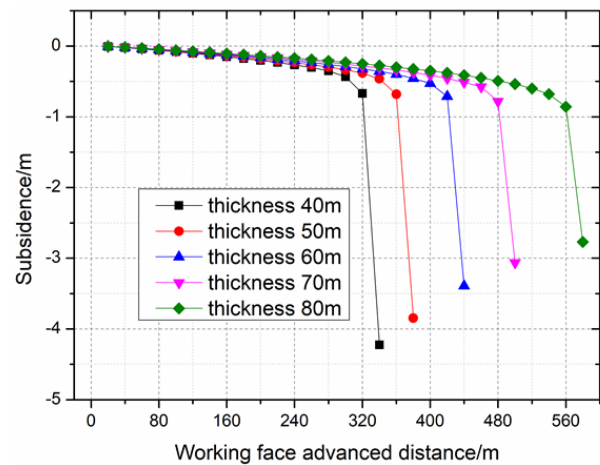 0
-1
-2
-3
-4
-5
Subsidence/m
thickness 40m
thickness 50m
thickness 60m
thickness 70m
thickness 80m
0 80 160 240 320 400 480 560
Working face advanced distance/m